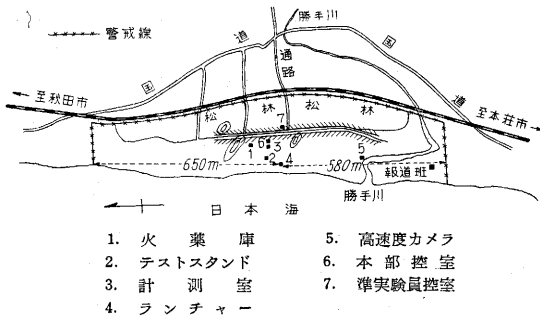 勝手川
警戒線
国道
通路
国道
←至秋田市
至本荘市→
松林松林
7
6
3
1
2
4
5
650m
580m
報道班
勝手川
日本海
1. 火薬庫
2. テストスタンド
3. 計測室
4. ランチャー
5. 高速度カメラ
6. 本部控室
7. 準実験員控室